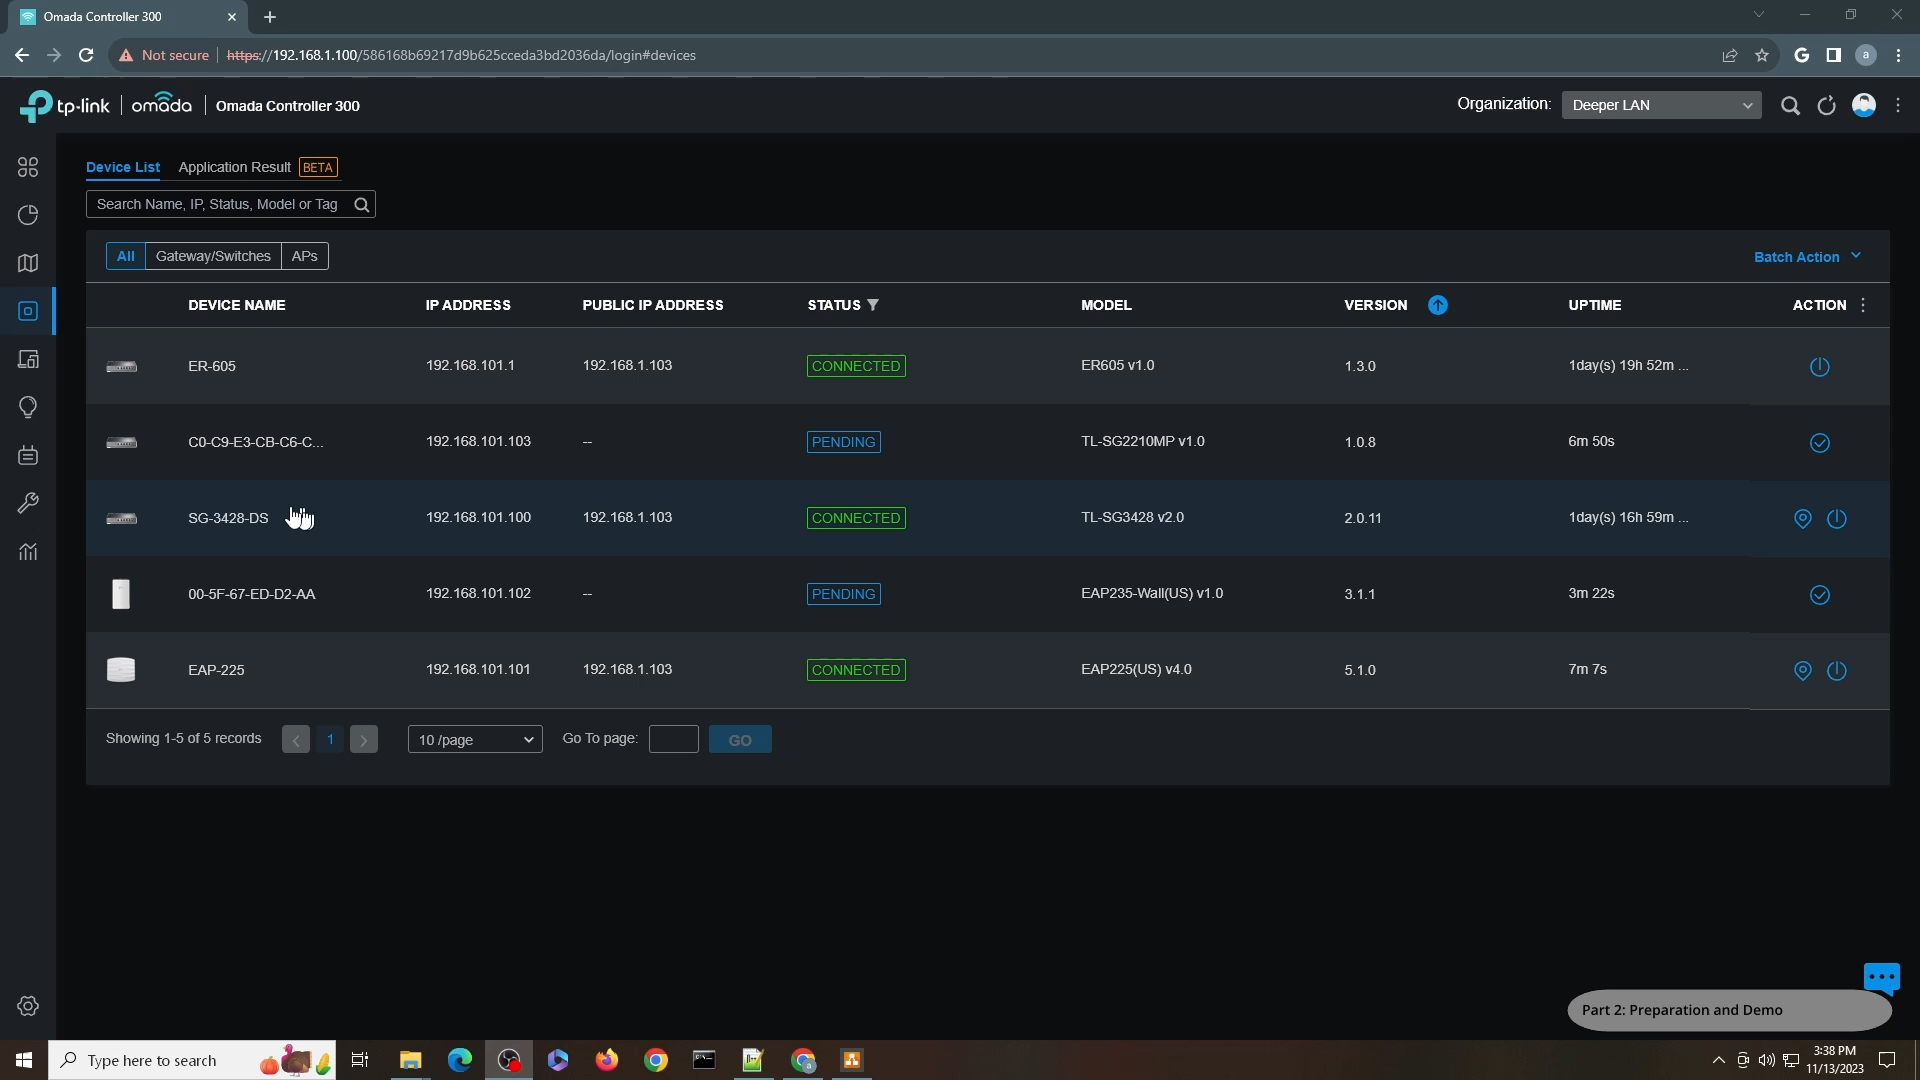 Omada Controller 300
Not secure https://192.168.1.100/586168b69217d9b625cceda3bd2036da/login#devices
a
tp-link | omada | Omada Controller 300
Organization: Deeper LAN
Device List Application Result BETA
Search Name, IP, Status, Model or Tag
All Gateway/Switches APs
Batch Action
DEVICE NAME IP ADDRESS PUBLIC IP ADDRESS STATUS MODEL VERSION UPTIME ACTION
ER-605 192.168.101.1 192.168.1.103 CONNECTED ER605 v1.0 1.3.0 1day(s) 19h 52m ...
C0-C9-E3-CB-C6-C... 192.168.101.103 -- PENDING TL-SG2210MP v1.0 1.0.8 6m 50s
SG-3428-DS 192.168.101.100 192.168.1.103 CONNECTED TL-SG3428 v2.0 2.0.11 1day(s) 16h 59m ...
00-5F-67-ED-D2-AA 192.168.101.102 -- PENDING EAP235-Wall(US) v1.0 3.1.1 3m 22s
EAP-225 192.168.101.101 192.168.1.103 CONNECTED EAP225(US) v4.0 5.1.0 7m 7s
Showing 1-5 of 5 records < 1 > 10 /page Go To page: GO
Part 2: Preparation and Demo
Type here to search
3:38 PM
11/13/2023